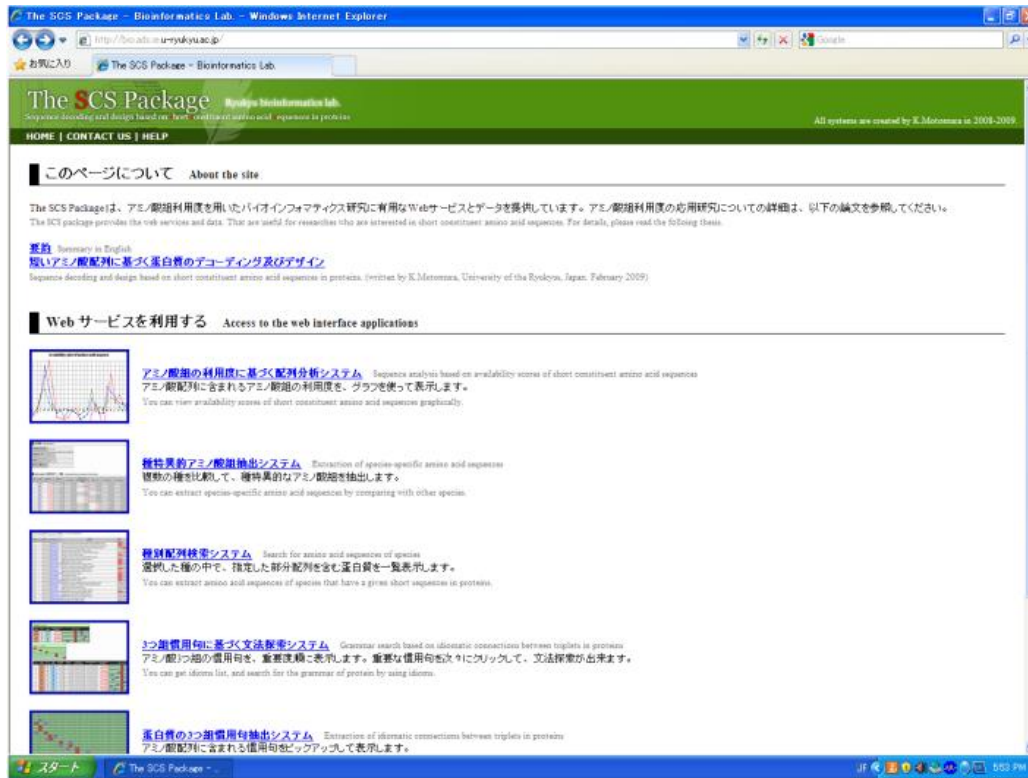 The SCS Package - Bioinformatics Lab. - Windows Internet Explorer
Google
お気に入り The SCS Package - Bioinformatics Lab.
The SCS Package Ryukyu bioinformatics lab.
Sequence decoding and design based on short constituent amino acid sequences in proteins
All systems are created by K.Motomura in 2008-2009.
HOME | CONTACT US | HELP
このページについて About the site
The SCS Packageは、アミノ酸組利用度を用いたバイオインフォマティクス研究に有用なWebサービスとデータを提供しています。アミノ酸組利用度の応用研究についての詳細は、以下の論文を参照してください。
The SCS package provides the web services and data. That are useful for researches who are interested in short constituent amino acid sequences. For details, please read the following thesis.
要約 Summary in English
短いアミノ酸配列に基づく蛋白質のデコーディング及びデザイン
Sequence decoding and design based on short constituent amino acid sequences in proteins. (written by K.Motomura, University of the Ryukyus, Japan. February 2009)
Web サービスを利用する Access to the web interface applications
アミノ酸組の利用度に基づく配列分析システム Sequence analysis based on availability scores of short constituent amino acid sequences
アミノ酸配列に含まれるアミノ酸組の利用度を、グラフを使って表示します。
You can view availability scores of short constituent amino acid sequences graphically.
種特異的アミノ酸組抽出システム Extraction of species-specific amino acid sequences
複数の種を比較して、種特異的なアミノ酸組を抽出します。
You can extract species-specific amino acid sequences by comparing with other species.
種別配列検索システム Search for amino acid sequences of species
選択した種の中で、指定した部分配列を含む蛋白質を一覧表示します。
You can extract amino acid sequences of species that have a given short sequences in proteins.
3つ組慣用句に基づく文法探索システム Grammar search based on idiomatic connections between triplets in proteins
アミノ酸3つ組の慣用句を、重要度順に表示します。重要な慣用句を次々にクリックして、文法探索が出来ます。
You can get idioms list, and search for the grammar of protein by using idioms.
蛋白質の3つ組慣用句抽出システム Extraction of idiomatic connections between triplets in proteins
アミノ酸配列に含まれる慣用句をピックアップして表示します。
スタート The SCS Package - ... 5:53 PM